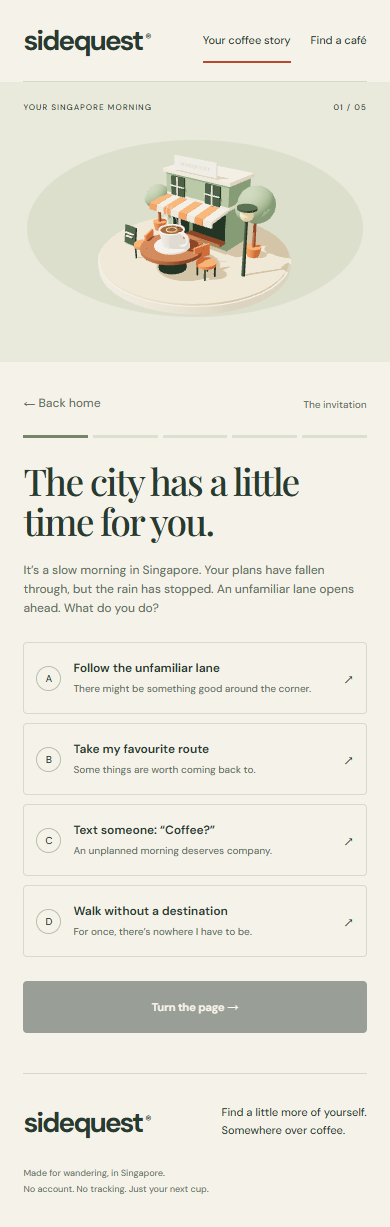 sidequest®
Your coffee story
Find a café
YOUR SINGAPORE MORNING
01 / 05
← Back home
The invitation
The city has a little
time for you.
It’s a slow morning in Singapore. Your plans have fallen
through, but the rain has stopped. An unfamiliar lane opens
ahead. What do you do?
A
Follow the unfamiliar lane
↗
There might be something good around the corner.
B
Take my favourite route
↗
Some things are worth coming back to.
C
Text someone: “Coffee?”
↗
An unplanned morning deserves company.
D
Walk without a destination
↗
For once, there’s nowhere I have to be.
Turn the page →
sidequest®
Find a little more of yourself.
Somewhere over coffee.
Made for wandering, in Singapore.
No account. No tracking. Just your next cup.